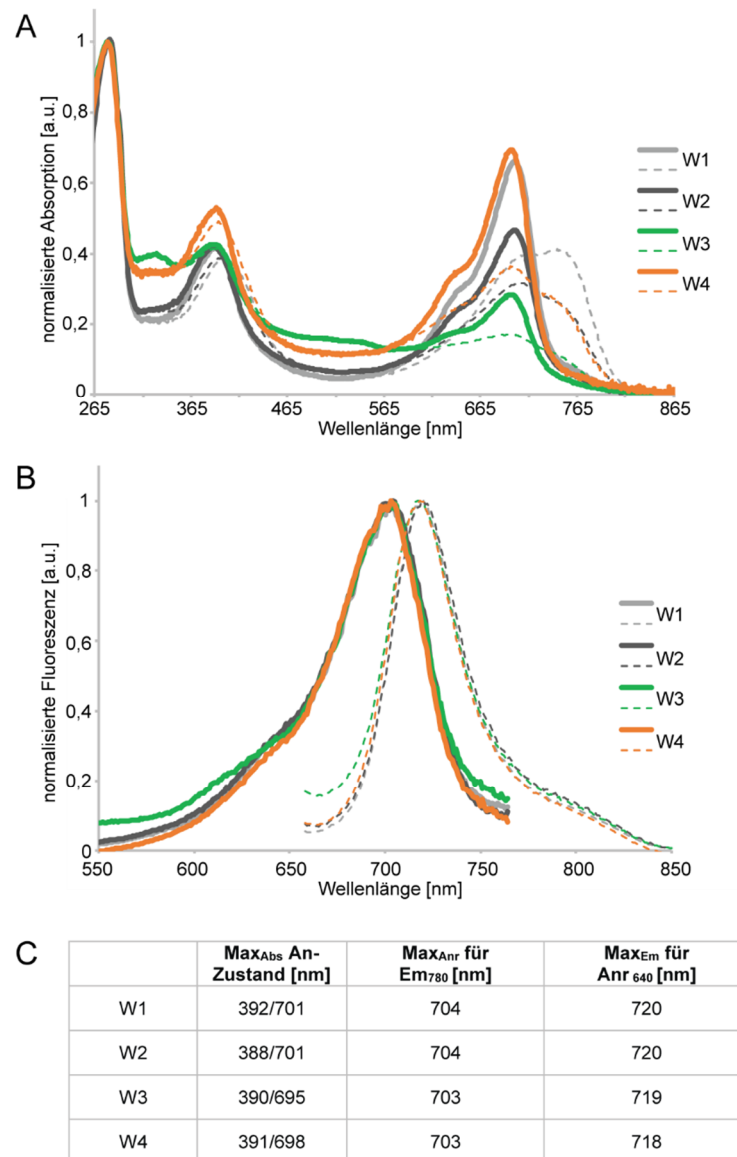 A
normalisierte Absorption [a.u.]
1
0,8
0,6
0,4
0,2
0
265 365 465 565 665 765 865
Wellenlänge [nm]
W1
W2
W3
W4
B
normalisierte Fluoreszenz [a.u.]
1
0.8
0.6
0.4
0.2
0
550 600 650 700 750 800 850
Wellenlänge [nm]
W1
W2
W3
W4
C
MaxAbs An-Zustand [nm] MaxAnr für Em780 [nm] MaxEm für Anr 640 [nm]
W1 392/701 704 720
W2 388/701 704 720
W3 390/695 703 719
W4 391/698 703 718